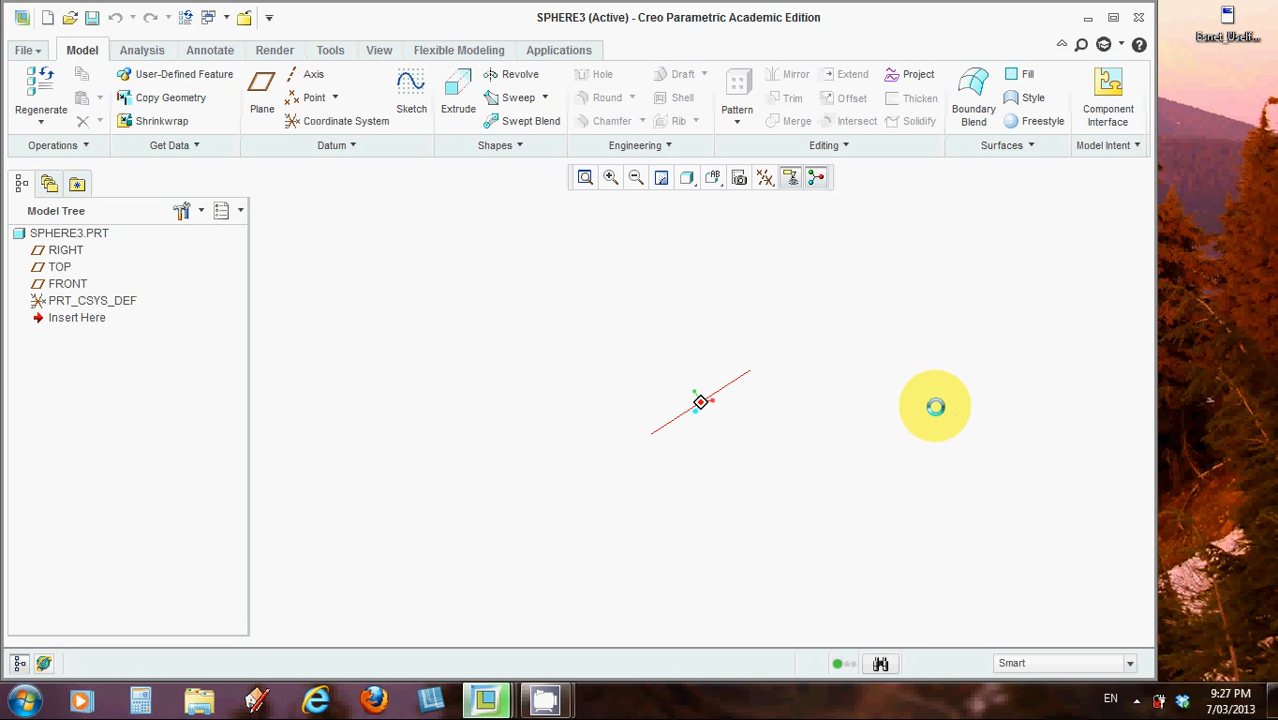 SPHERE3 (Active) - Creo Parametric Academic Edition
File Model Analysis Annotate Render Tools View Flexible Modeling Applications
Regenerate
User-Defined Feature
Copy Geometry
Shrinkwrap
Plane
Axis
Point
Coordinate System
Sketch
Extrude
Revolve
Sweep
Swept Blend
Hole
Round
Chamfer
Draft
Shell
Rib
Pattern
Mirror
Trim
Merge
Extend
Offset
Intersect
Project
Thicken
Solidify
Boundary
Blend
Fill
Style
Freestyle
Component
Interface
Operations Get Data Datum Shapes Engineering Editing Surfaces Model Intent
Model Tree
SPHERE3.PRT
RIGHT
TOP
FRONT
PRT_CSYS_DEF
Insert Here
Smart
EN
9:27 PM
7/03/2013